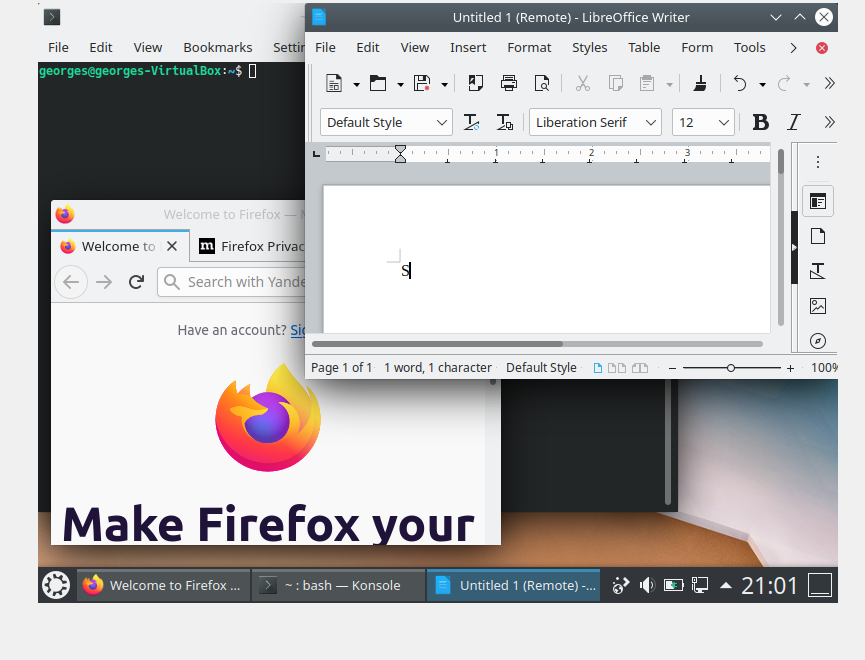 Untitled 1 (Remote) - LibreOffice Writer
File Edit View Bookmarks
File Edit View Insert Format Styles Table Form Tools
georges@georges-VirtualBox:~$
Default Style
Liberation Serif
12
B I
1 2 3
S
Welcome to Firefox —
Welcome to
m Firefox Privac
Search with Yande
Have an account?
Make Firefox your
Page 1 of 1 1 word, 1 character Default Style
100%
Welcome to Firefox ...
~ : bash — Konsole
Untitled 1 (Remote) -...
21:01